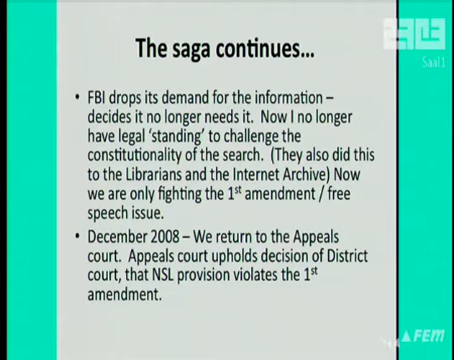 The saga continues...
• FBI drops its demand for the information –
decides it no longer needs it. Now I no longer
have legal ‘standing’ to challenge the
constitutionality of the search. (They also did this
to the Librarians and the Internet Archive) Now
we are only fighting the 1st amendment / free
speech issue.
• December 2008 – We return to the Appeals
court. Appeals court upholds decision of District
court, that NSL provision violates the 1st
amendment.
Saal1
FEM